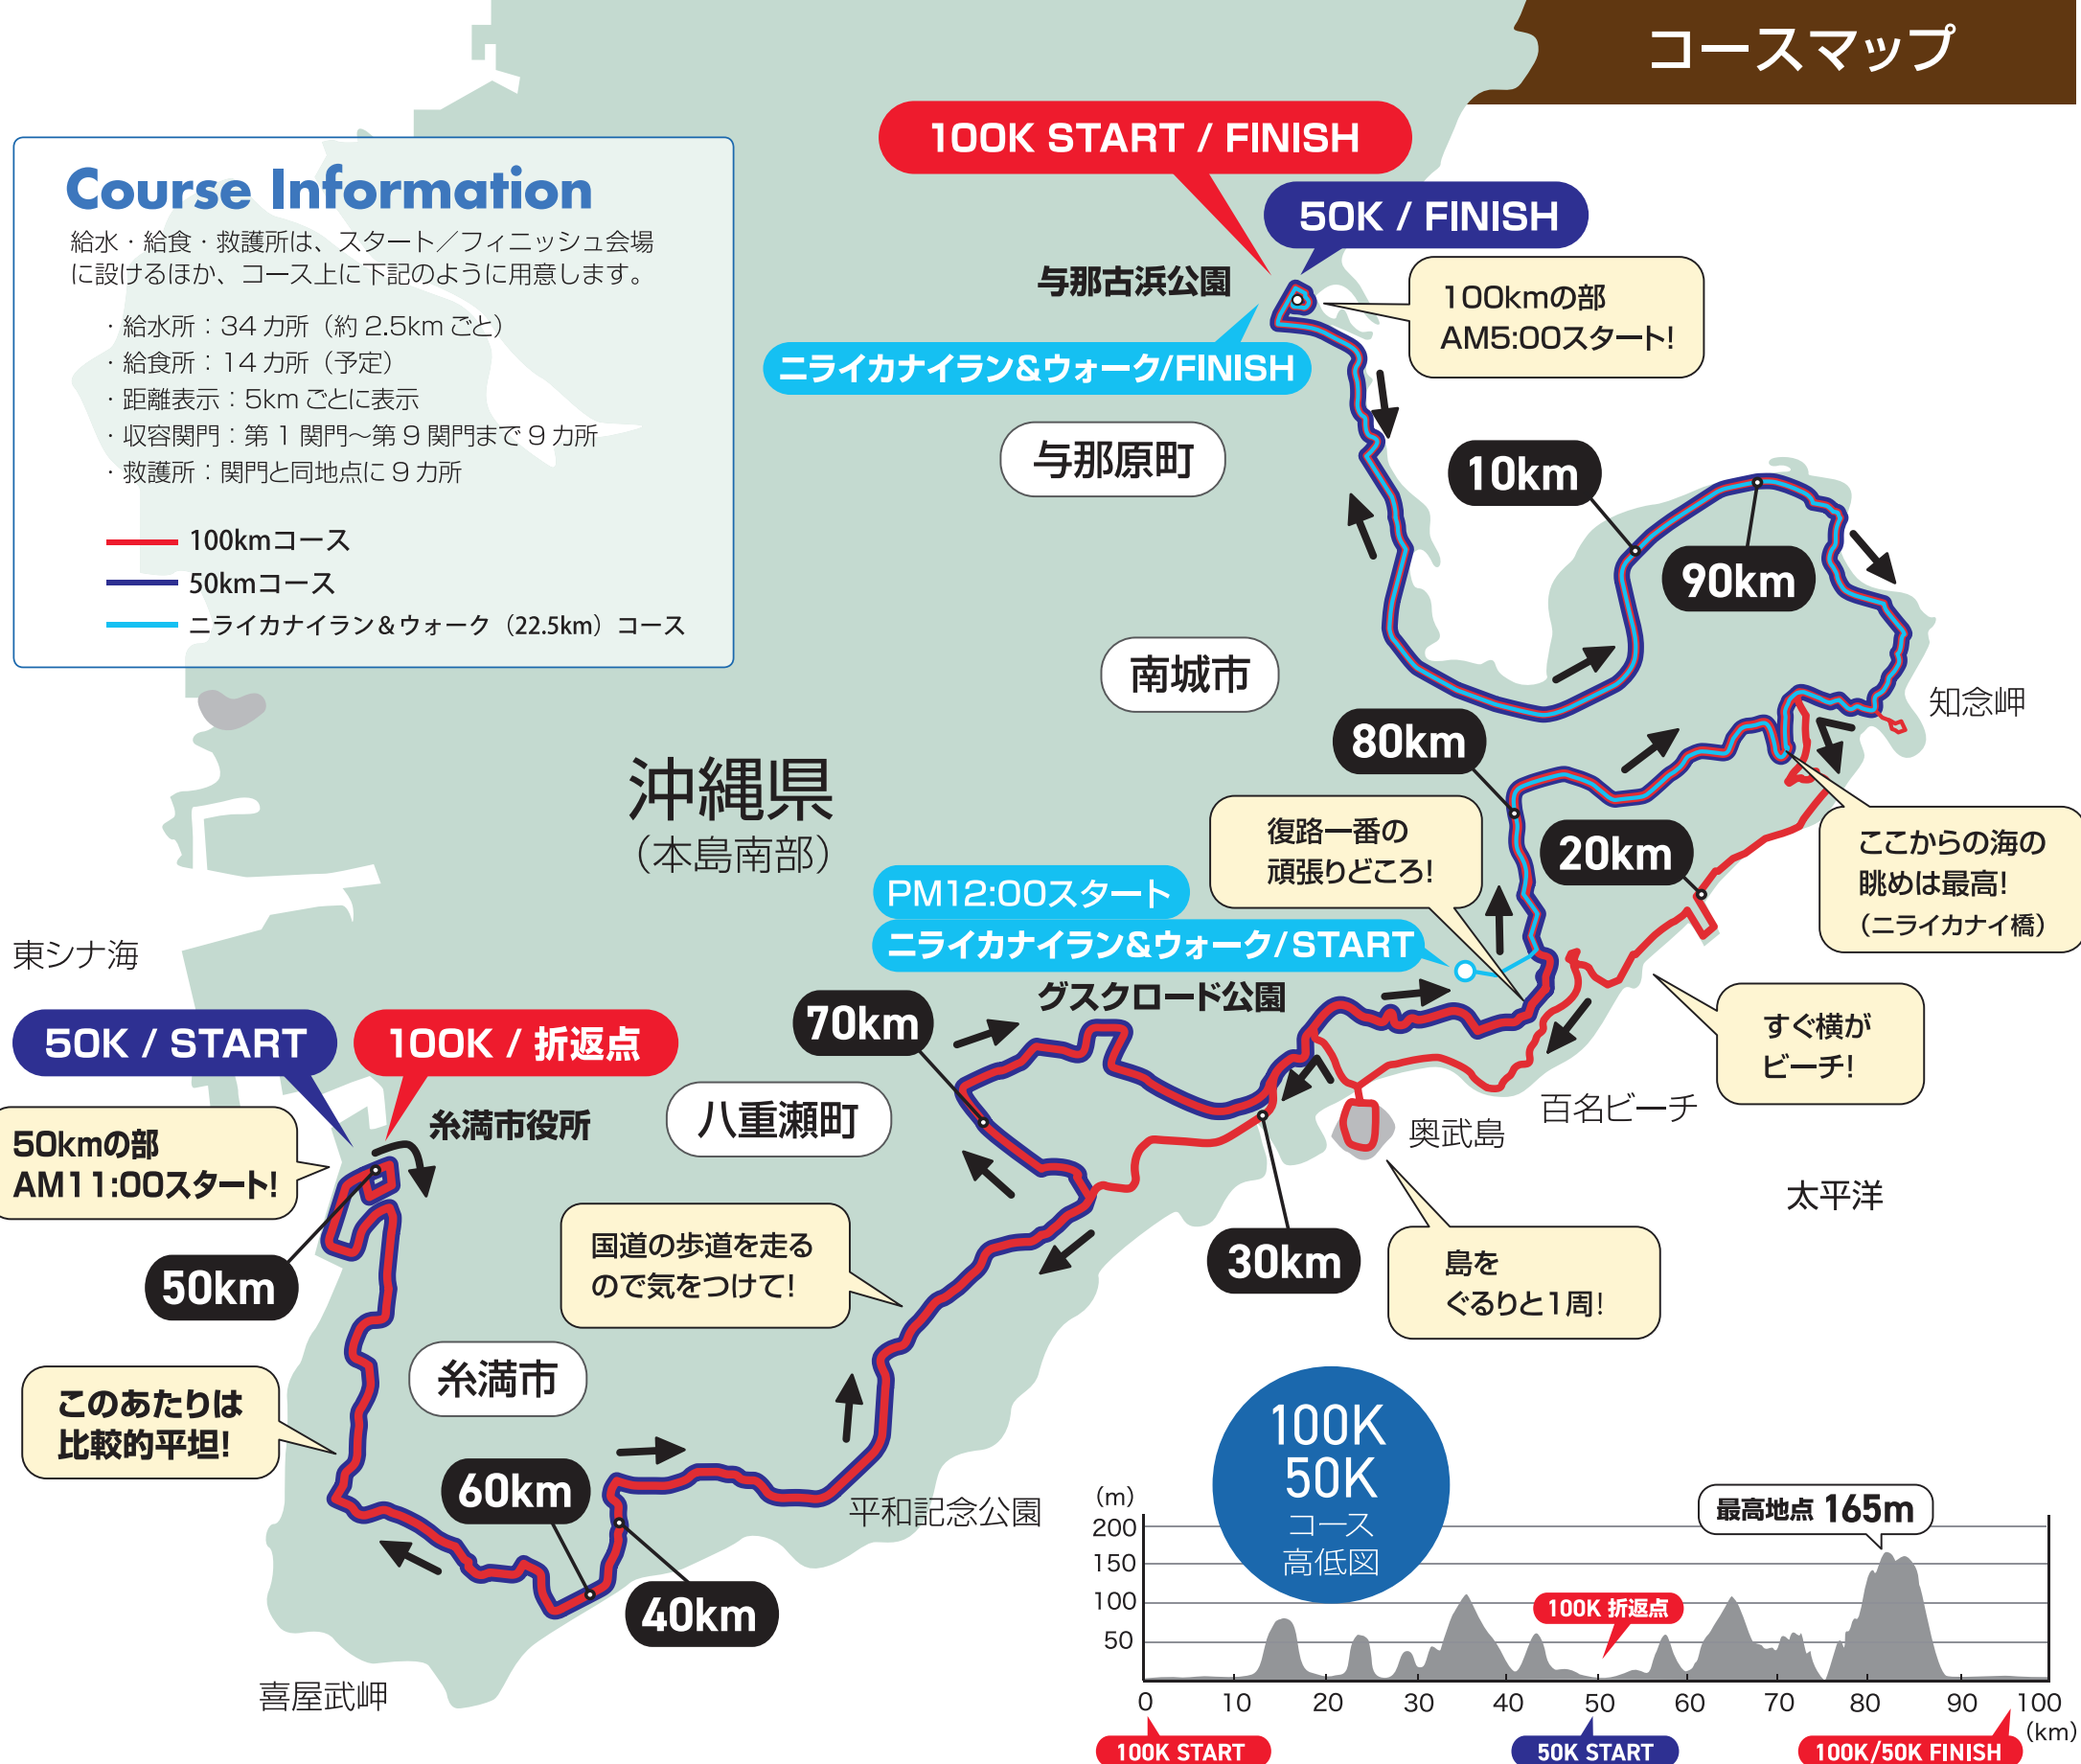 コースマップ
Course Information
給水・給食・救護所は、スタート／フィニッシュ会場
に設けるほか、コース上に下記のように用意します。
・給水所：34カ所（約2.5kmごと）
・給食所：14カ所（予定）
・距離表示：5kmごとに表示
・収容関門：第1関門〜第9関門まで9カ所
・救護所：関門と同地点に9カ所
100kmコース
50kmコース
ニライカナイラン＆ウォーク（22.5km）コース
100K START / FINISH
50K / FINISH
与那古浜公園
100kmの部
AM5:00スタート!
ニライカナイラン&ウォーク/FINISH
与那原町
10km
90km
南城市
知念岬
80km
沖縄県
（本島南部）
復路一番の
頑張りどころ!
20km
ここからの海の
眺めは最高!
（ニライカナイ橋）
PM12:00スタート
ニライカナイラン&ウォーク/START
グスクロード公園
東シナ海
50K / START
100K / 折返点
70km
すぐ横が
ビーチ!
糸満市役所
八重瀬町
百名ビーチ
奥武島
50kmの部
AM11:00スタート!
太平洋
50km
国道の歩道を走る
ので気をつけて!
30km
島を
ぐるりと1周!
糸満市
このあたりは
比較的平坦!
60km
平和記念公園
40km
喜屋武岬
100K
50K
コース
高低図
最高地点 165m
100K 折返点
(m)
200
150
100
50
0 10 20 30 40 50 60 70 80 90 100
(km)
100K START
50K START
100K/50K FINISH